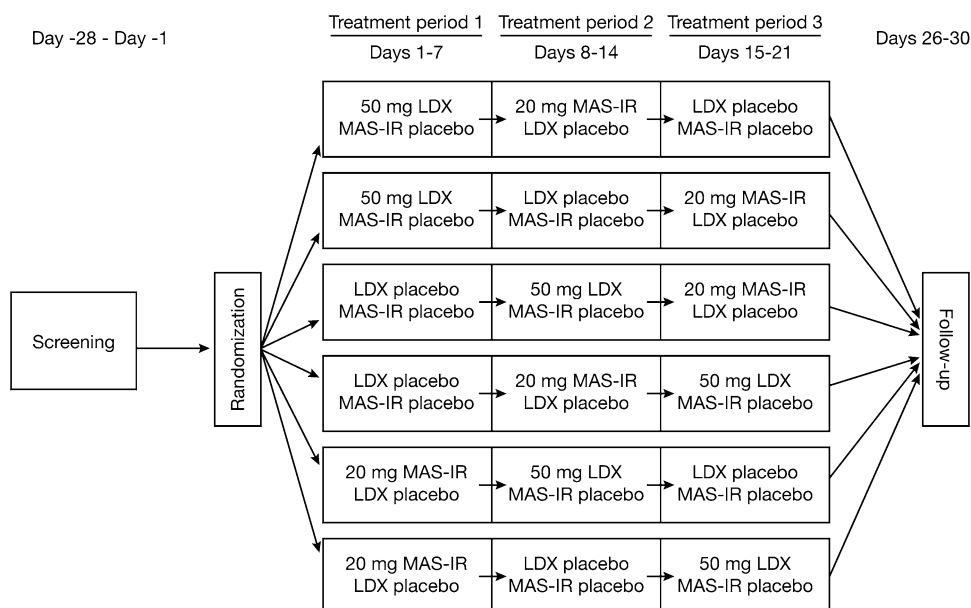 Day -28 - Day -1
Treatment period 1
Treatment period 2
Treatment period 3
Days 26-30
Days 1-7
Days 8-14
Days 15-21
50 mg LDX
MAS-IR placebo
20 mg MAS-IR
LDX placebo
LDX placebo
MAS-IR placebo
50 mg LDX
MAS-IR placebo
LDX placebo
MAS-IR placebo
20 mg MAS-IR
LDX placebo
Screening
Randomization
LDX placebo
MAS-IR placebo
50 mg LDX
MAS-IR placebo
20 mg MAS-IR
LDX placebo
LDX placebo
MAS-IR placebo
20 mg MAS-IR
LDX placebo
50 mg LDX
MAS-IR placebo
20 mg MAS-IR
LDX placebo
50 mg LDX
MAS-IR placebo
LDX placebo
MAS-IR placebo
20 mg MAS-IR
LDX placebo
LDX placebo
MAS-IR placebo
50 mg LDX
MAS-IR placebo
Follow-up